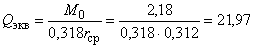 Qэкв = M0 / 0,318rср = 2,18 / 0,318·0,312 = 21,97